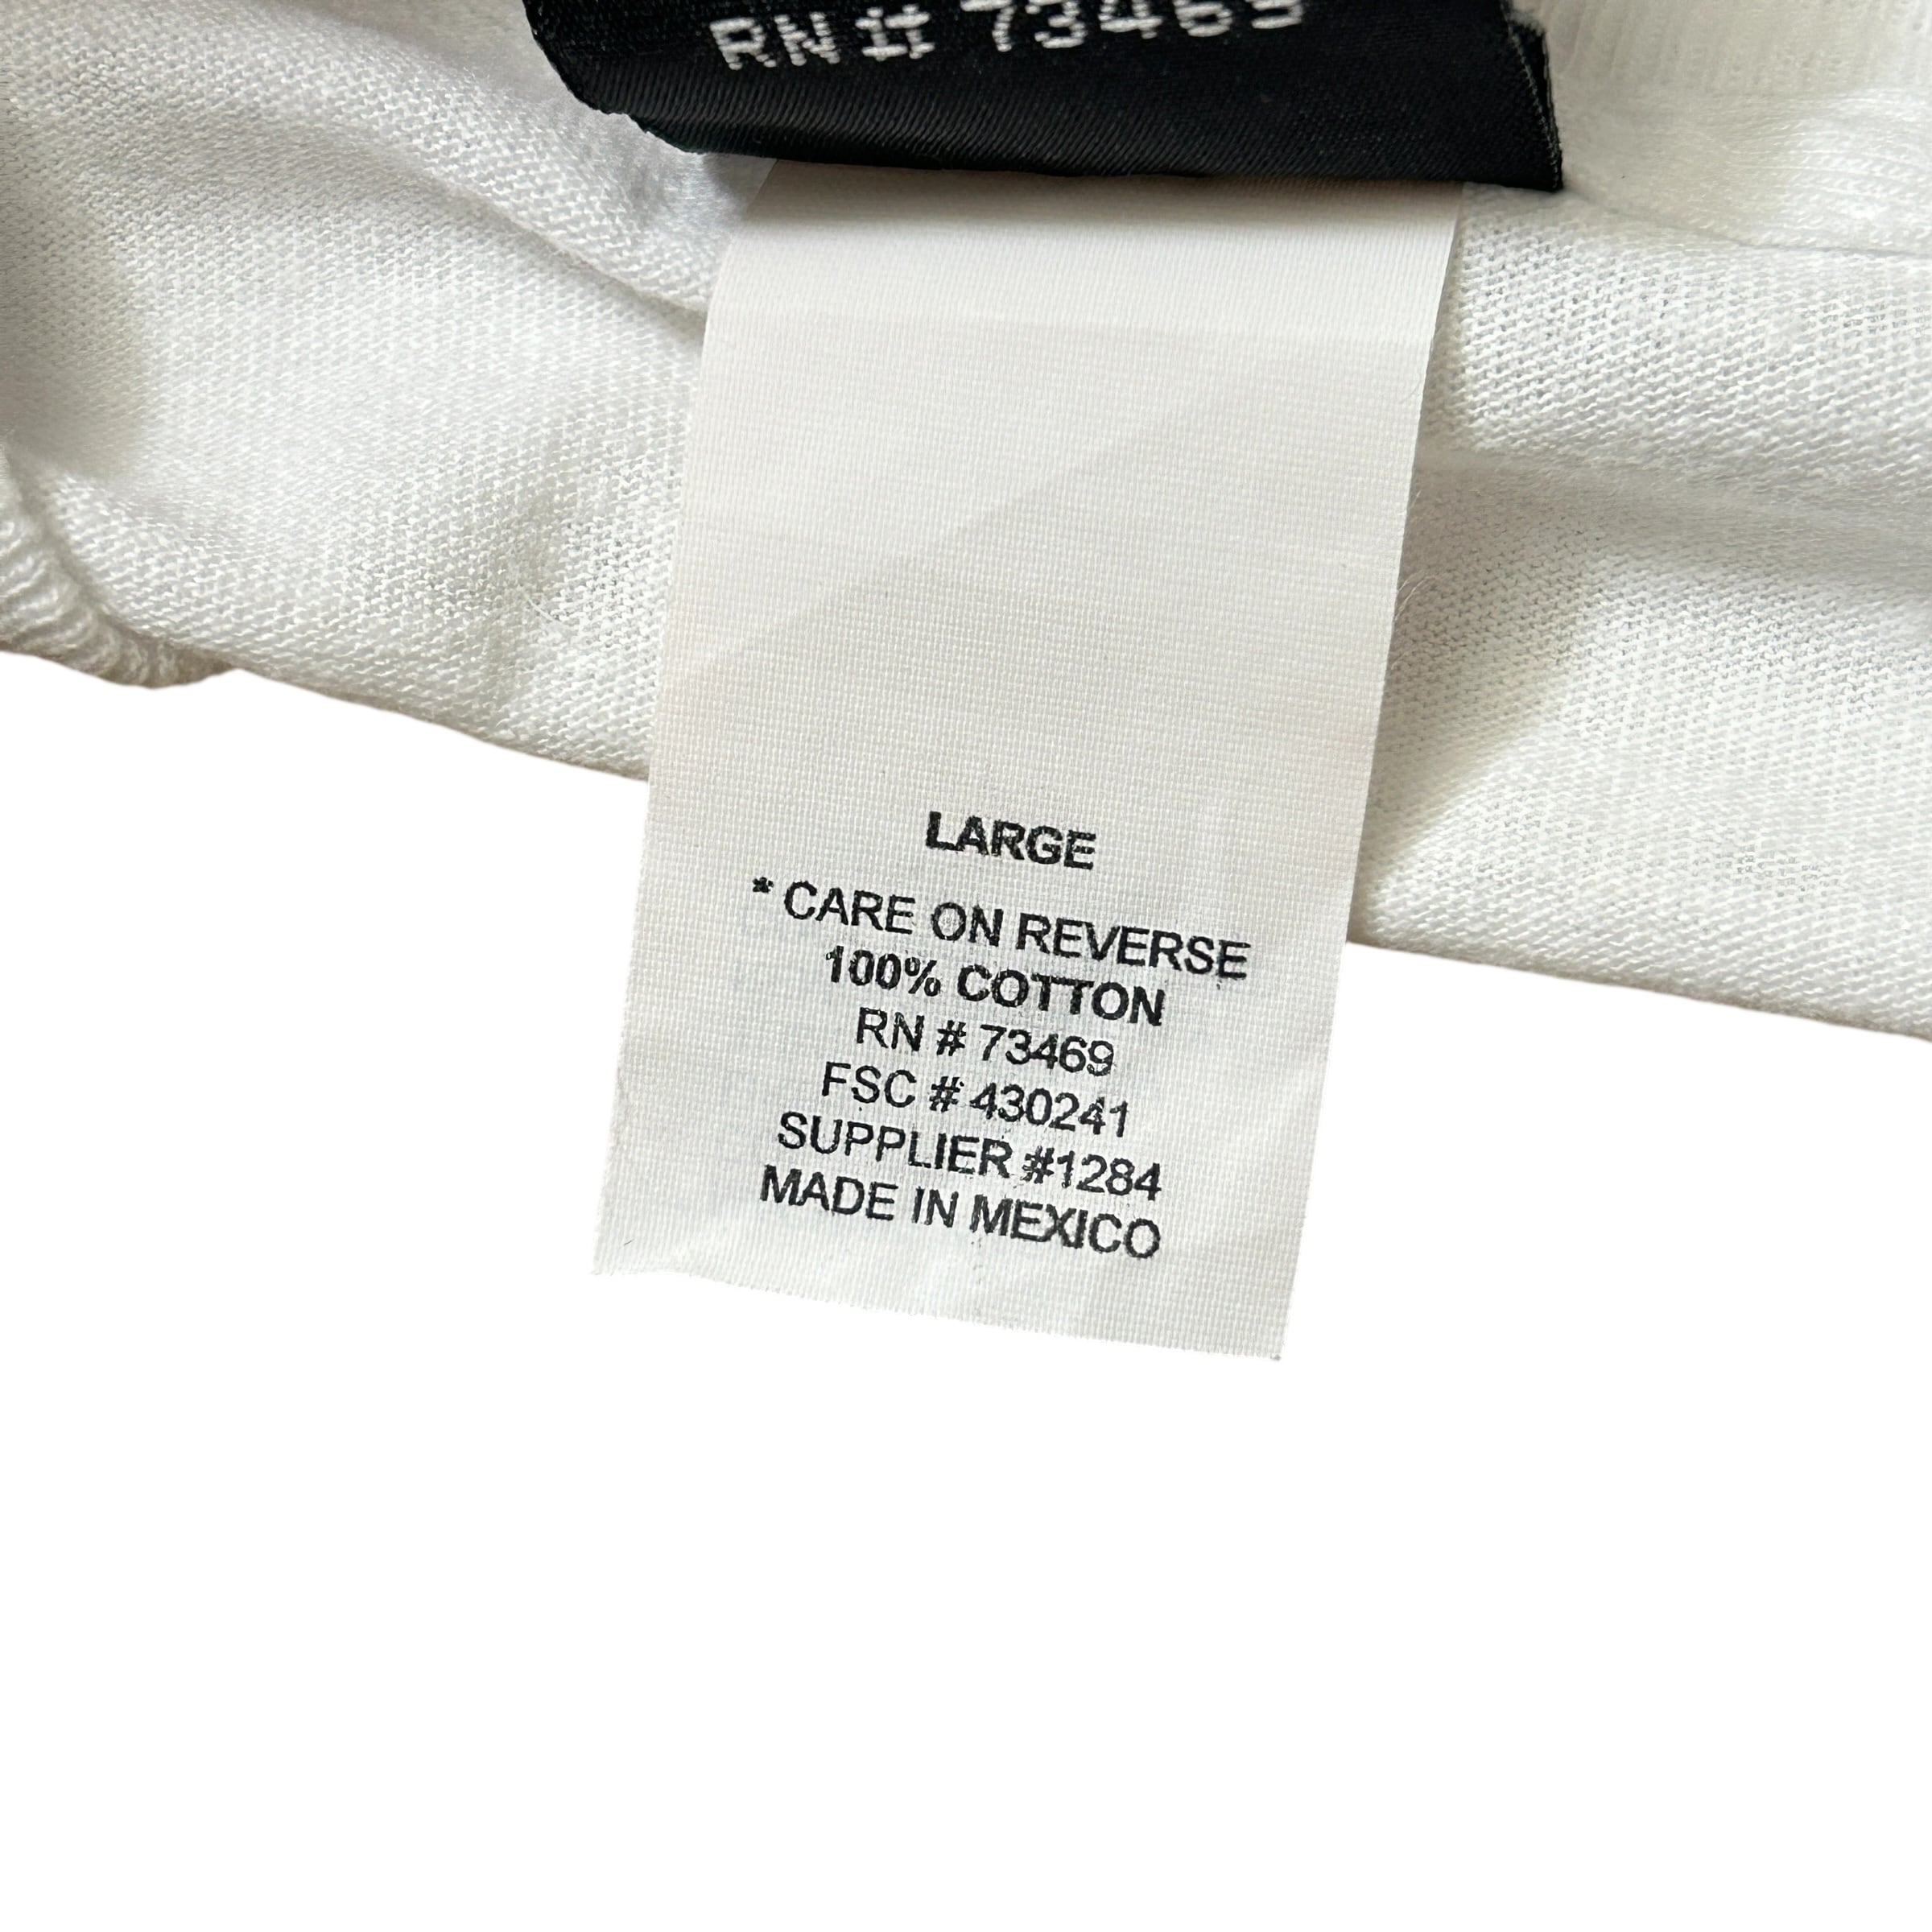 RN # 73469
LARGE
* CARE ON REVERSE
100% COTTON
RN # 73469
FSC # 430241
SUPPLIER #1284
MADE IN MEXICO